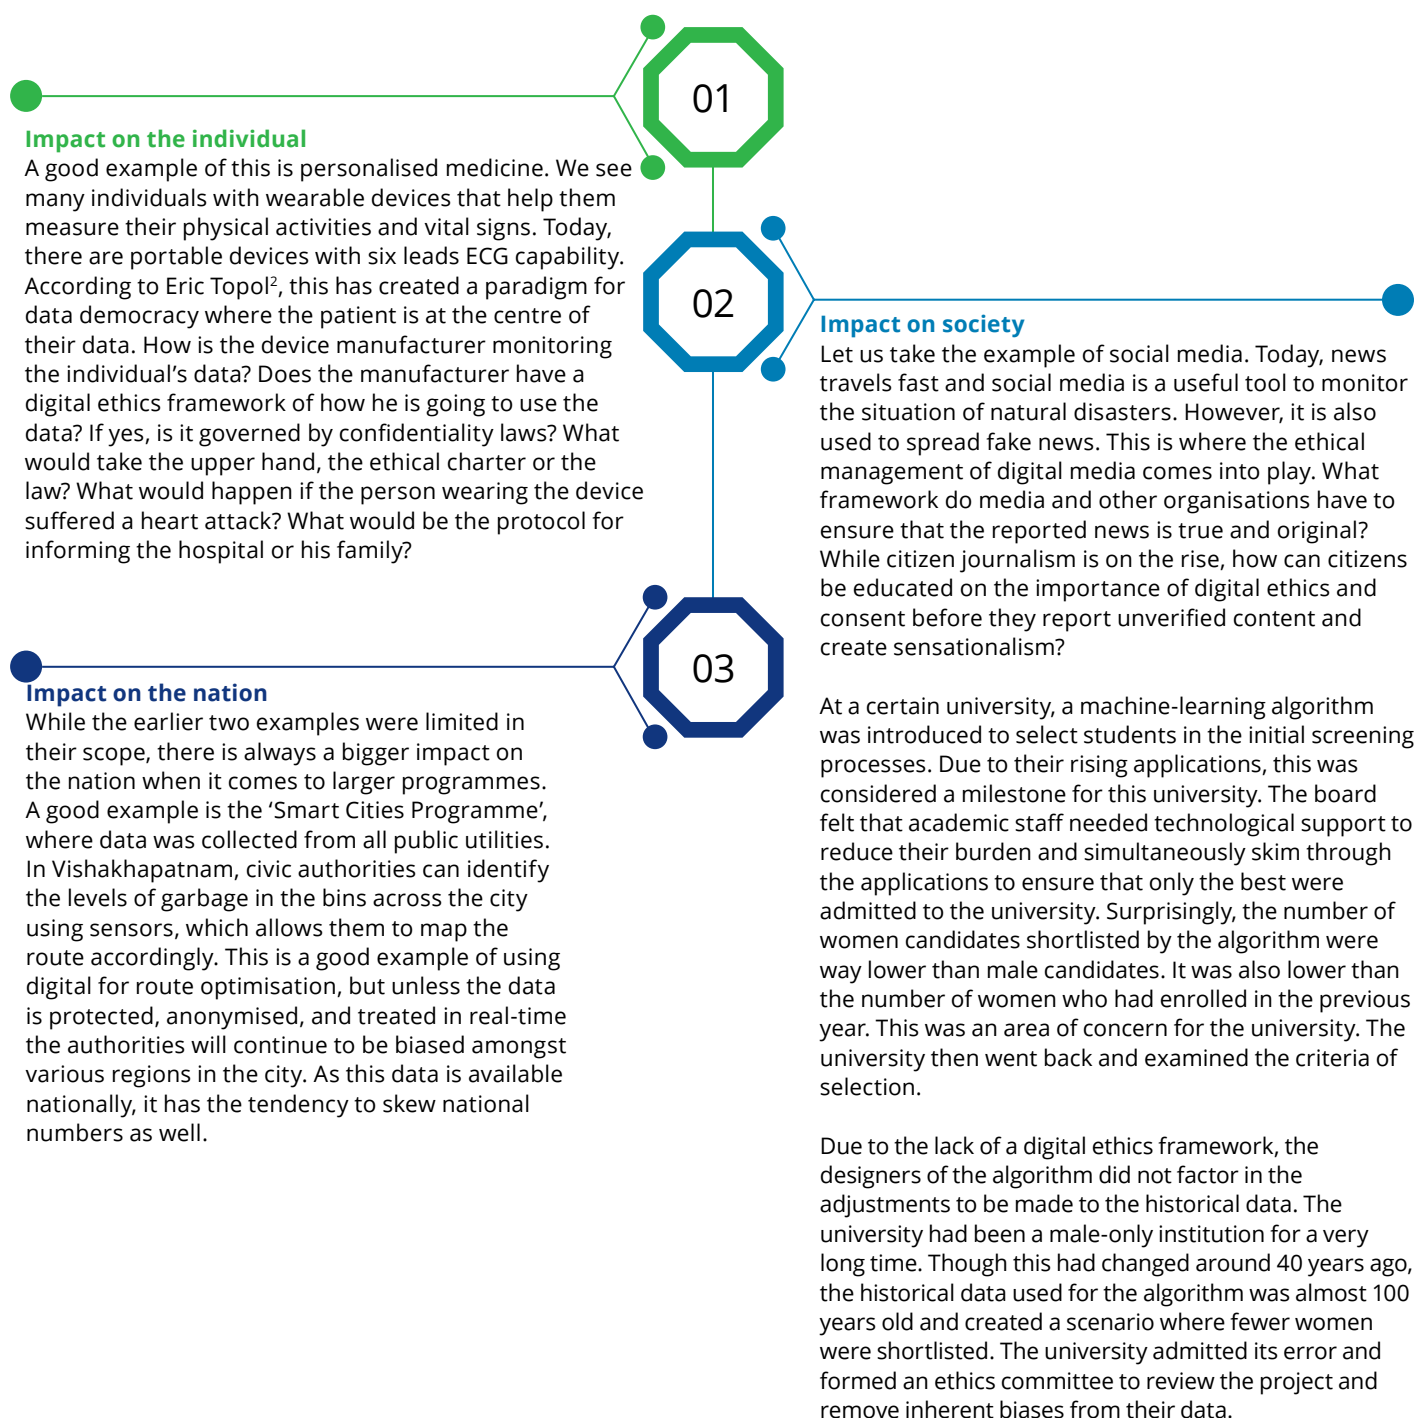 01
Impact on the individual
A good example of this is personalised medicine. We see
many individuals with wearable devices that help them
measure their physical activities and vital signs. Today,
there are portable devices with six leads ECG capability.
According to Eric Topol², this has created a paradigm for
data democracy where the patient is at the centre of
their data. How is the device manufacturer monitoring
the individual’s data? Does the manufacturer have a
digital ethics framework of how he is going to use the
data? If yes, is it governed by confidentiality laws? What
would take the upper hand, the ethical charter or the
law? What would happen if the person wearing the device
suffered a heart attack? What would be the protocol for
informing the hospital or his family?
02
Impact on society
Let us take the example of social media. Today, news
travels fast and social media is a useful tool to monitor
the situation of natural disasters. However, it is also
used to spread fake news. This is where the ethical
management of digital media comes into play. What
framework do media and other organisations have to
ensure that the reported news is true and original?
While citizen journalism is on the rise, how can citizens
be educated on the importance of digital ethics and
consent before they report unverified content and
create sensationalism?
At a certain university, a machine-learning algorithm
was introduced to select students in the initial screening
processes. Due to their rising applications, this was
considered a milestone for this university. The board
felt that academic staff needed technological support to
reduce their burden and simultaneously skim through
the applications to ensure that only the best were
admitted to the university. Surprisingly, the number of
women candidates shortlisted by the algorithm were
way lower than male candidates. It was also lower than
the number of women who had enrolled in the previous
year. This was an area of concern for the university. The
university then went back and examined the criteria of
selection.
Due to the lack of a digital ethics framework, the
designers of the algorithm did not factor in the
adjustments to be made to the historical data. The
university had been a male-only institution for a very
long time. Though this had changed around 40 years ago,
the historical data used for the algorithm was almost 100
years old and created a scenario where fewer women
were shortlisted. The university admitted its error and
formed an ethics committee to review the project and
remove inherent biases from their data.
03
Impact on the nation
While the earlier two examples were limited in
their scope, there is always a bigger impact on
the nation when it comes to larger programmes.
A good example is the ‘Smart Cities Programme’,
where data was collected from all public utilities.
In Vishakhapatnam, civic authorities can identify
the levels of garbage in the bins across the city
using sensors, which allows them to map the
route accordingly. This is a good example of using
digital for route optimisation, but unless the data
is protected, anonymised, and treated in real-time
the authorities will continue to be biased amongst
various regions in the city. As this data is available
nationally, it has the tendency to skew national
numbers as well.